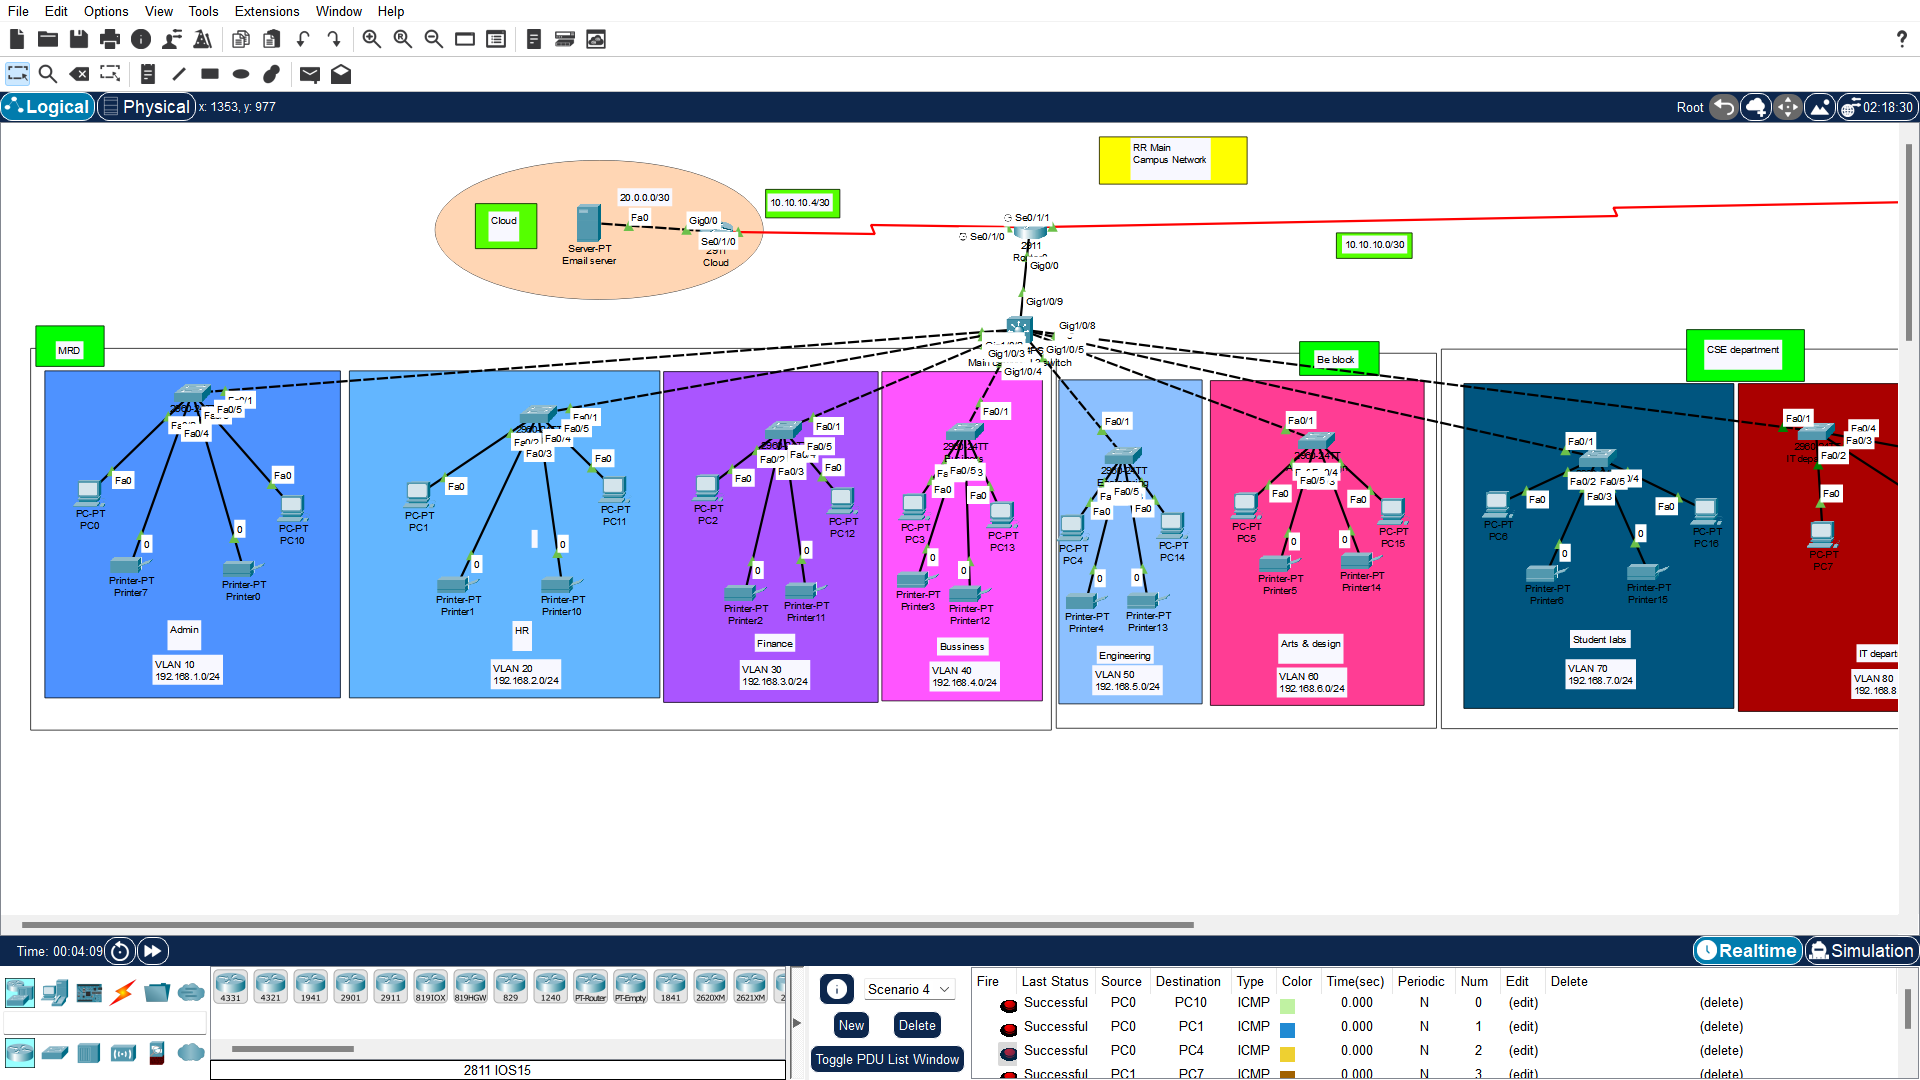 File Edit Options View Tools Extensions Window Help
?
Logical Physical x: 1353, y: 977
Root 02:18:30
RR Main
Campus Network
Cloud
20.0.0.0/30
Fa0
Gig0/0
Se0/1/0
Server-PT
Email server
Cloud
10.10.10.4/30
Se0/1/1
Se0/1/0
2911
Gig0/0
10.10.10.0/30
Gig1/0/9
Gig1/0/8
Gig1/0/5
Gig1/0/3
Gig1/0/4
MRD
Be block
CSE department
Fa0/5
Fa0/4
Fa0
Fa0
PC-PT
PC0
PC-PT
PC10
0
0
Printer-PT
Printer7
Printer-PT
Printer0
Admin
VLAN 10
192.168.1.0/24
Fa0/5
Fa0/4
Fa0/3
Fa0
Fa0
PC-PT
PC1
PC-PT
PC11
0
0
Printer-PT
Printer1
Printer-PT
Printer10
HR
VLAN 20
192.168.2.0/24
Fa0/1
Fa0/5
Fa0/3
Fa0
Fa0
PC-PT
PC2
PC-PT
PC12
0
0
Printer-PT
Printer2
Printer-PT
Printer11
Finance
VLAN 30
192.168.3.0/24
Fa0/1
Fa0/5
Fa0
Fa0
PC-PT
PC3
PC-PT
PC13
0
0
Printer-PT
Printer3
Printer-PT
Printer12
Bussiness
VLAN 40
192.168.4.0/24
Fa0/1
Fa0/5
Fa0
Fa0
PC-PT
PC4
PC-PT
PC14
0
0
Printer-PT
Printer4
Printer-PT
Printer13
Engineering
VLAN 50
192.168.5.0/24
Fa0/1
Fa0/5
Fa0
Fa0
PC-PT
PC5
PC-PT
PC15
0
0
Printer-PT
Printer5
Printer-PT
Printer14
Arts & design
VLAN 60
192.168.6.0/24
Fa0/1
Fa0/2
Fa0/5
Fa0/3
Fa0
Fa0
PC-PT
PC6
PC-PT
PC16
0
0
Printer-PT
Printer6
Printer-PT
Printer15
Student labs
VLAN 70
192.168.7.0/24
Fa0/1
Fa0/4
Fa0/3
Fa0/2
Fa0
PC-PT
PC7
IT depart
VLAN 80
192.168.8
Time: 00:04:09
Realtime Simulation
4331 4321 1941 2901 2911 819IOX 819HGW 829 1240 PT-Router PT-Empty 1841 2620XM 2621XM
2811 IOS15
Scenario 4
New Delete
Toggle PDU List Window
Fire Last Status Source Destination Type Color Time(sec) Periodic Num Edit Delete
Successful PC0 PC10 ICMP 0.000 N 0 (edit) (delete)
Successful PC0 PC1 ICMP 0.000 N 1 (edit) (delete)
Successful PC0 PC4 ICMP 0.000 N 2 (edit) (delete)
Successful PC1 PC7 ICMP 0.000 N 3 (edit) (delete)